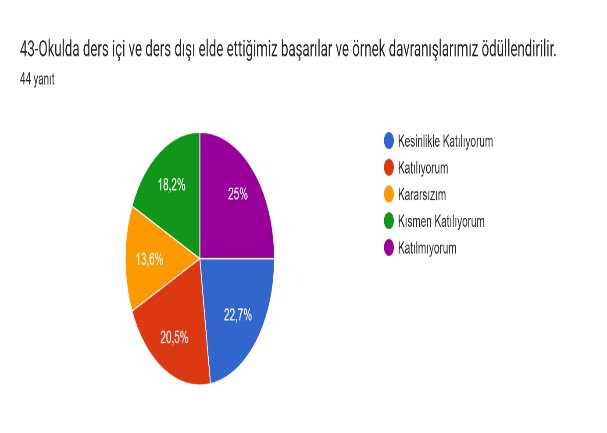 43-Okulda ders içi ve ders dışı elde ettiğimiz başarılar ve örnek davranışlarımız ödüllendirilir.
44 yanıt
Kesinlikle Katılıyorum
Katılıyorum
Kararsızım
Kısmen Katılıyorum
Katılmıyorum
18,2%
25%
13,6%
22,7%
20,5%